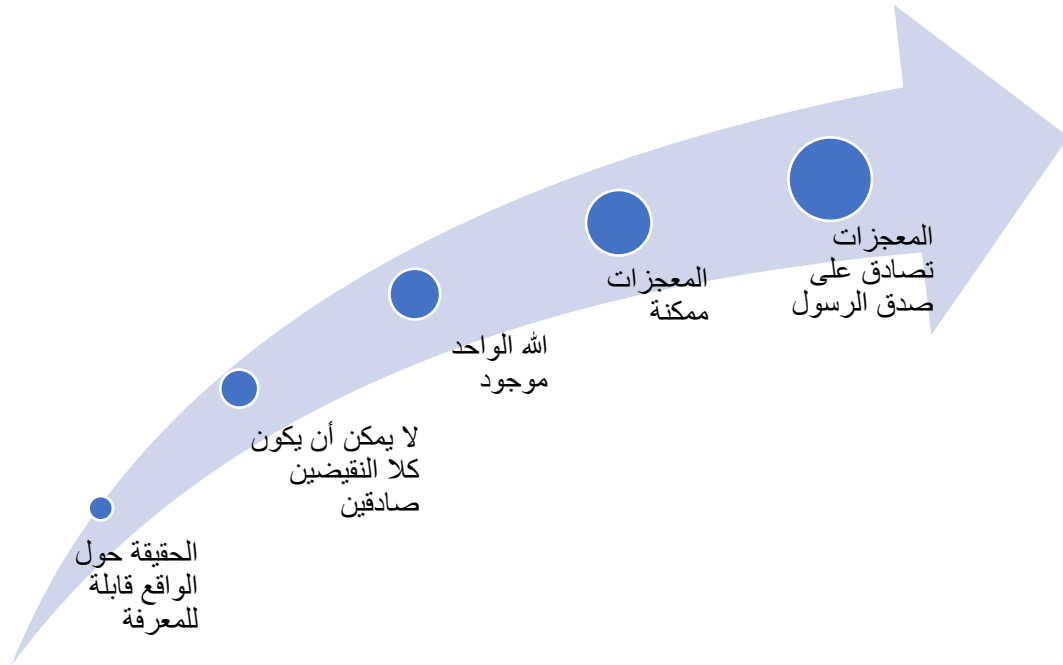 الحقيقة حول
الواقع قابلة
للمعرفة
لا يمكن أن يكون
كلا النقيضين
صادقين
الله الواحد
موجود
المعجزات
ممكنة
المعجزات
تصادق على
صدق الرسول